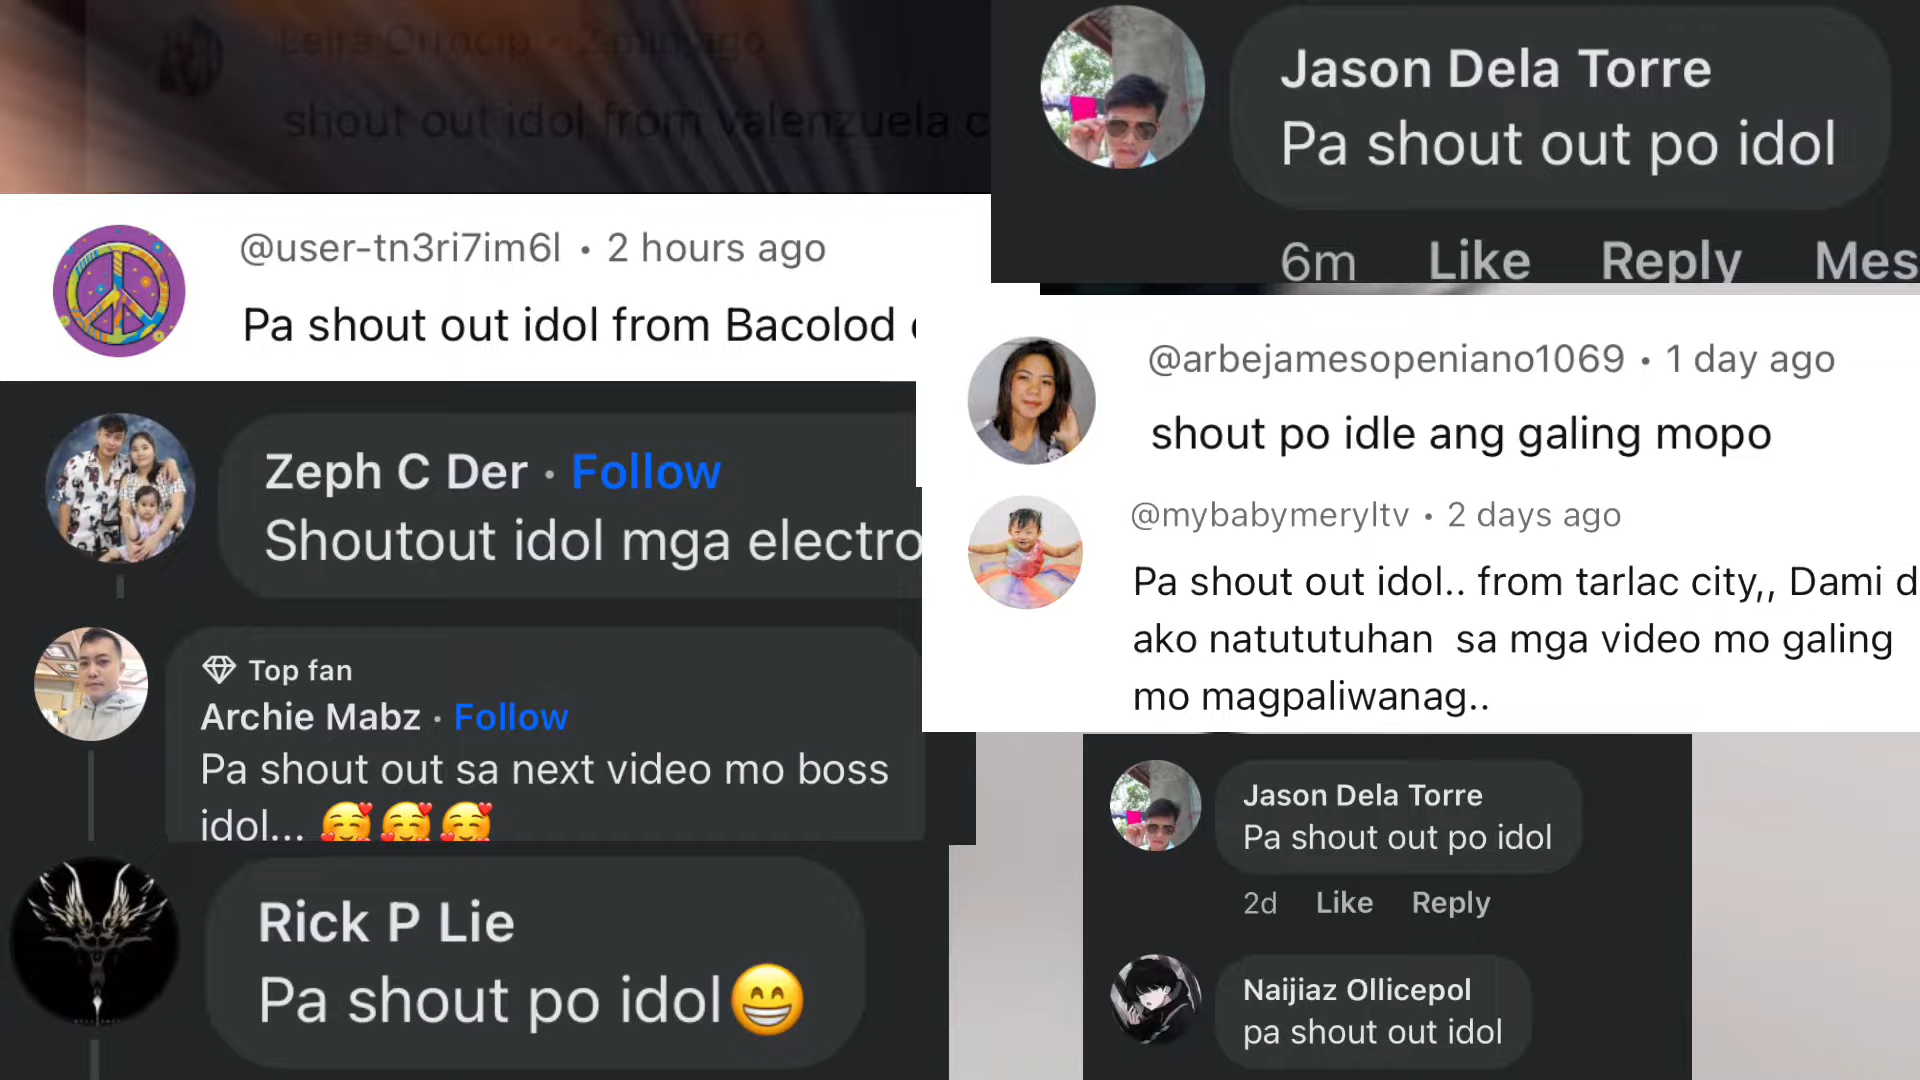 2 min ago
shout out idol from valenzuela c
@user-tn3ri7im6l • 2 hours ago
Pa shout out idol from Bacolod
Zeph C Der · Follow
Shoutout idol mga electro
Top fan
Archie Mabz · Follow
Pa shout out sa next video mo boss
idol... 🥰🥰🥰
Rick P Lie
Pa shout po idol😁
Jason Dela Torre
Pa shout out po idol
6m Like Reply Mes
@arbejamesopeniano1069 • 1 day ago
shout po idle ang galing mopo
@mybabymeryltv • 2 days ago
Pa shout out idol.. from tarlac city,, Dami d
ako natututuhan sa mga video mo galing
mo magpaliwanag..
Jason Dela Torre
Pa shout out po idol
2d Like Reply
Naijiaz Ollicepol
pa shout out idol